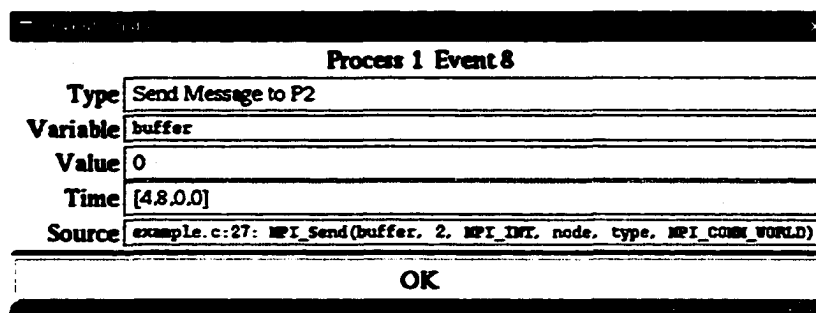 Process 1 Event 8
Type Send Message to P2
Variable buffer
Value 0
Time [4,8,0,0]
Source example.c:27: MPI_Send(buffer, 2, MPI_INT, node, type, MPI_COMM_WORLD)
OK